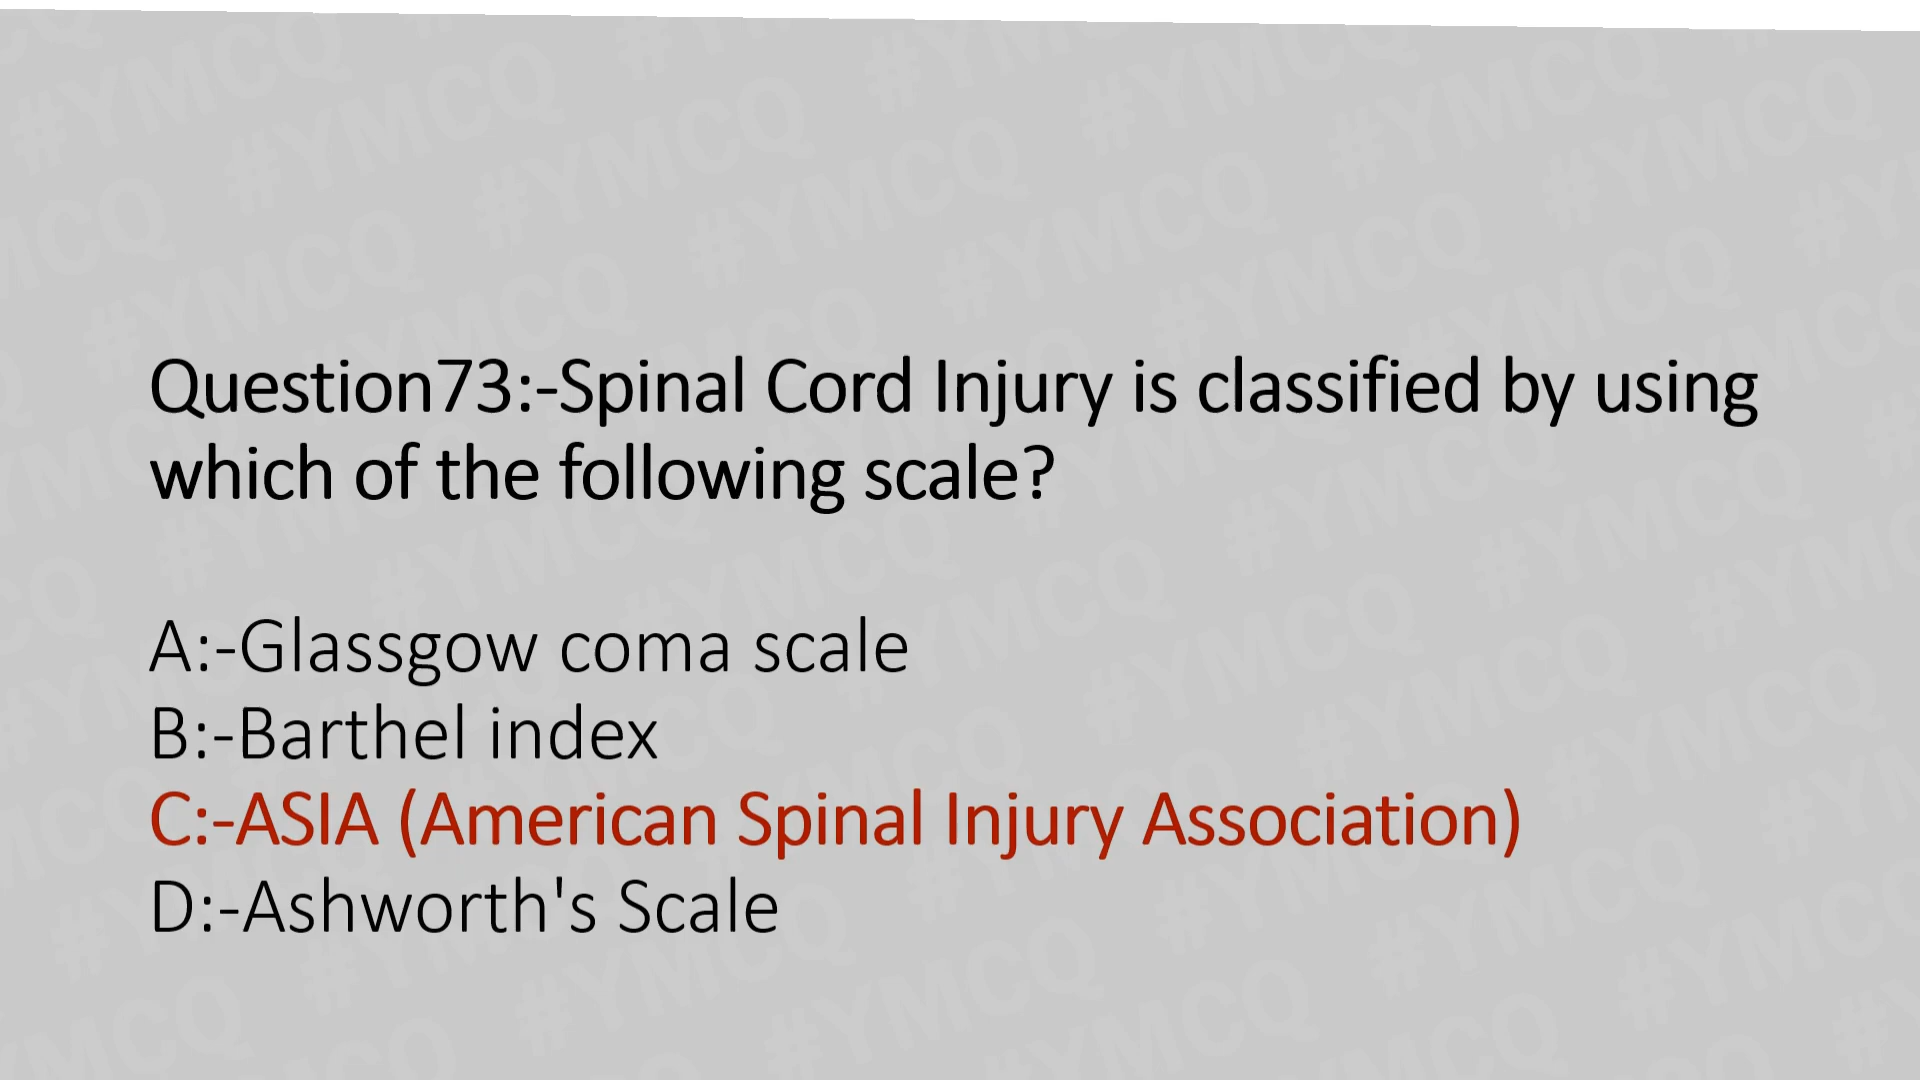 Question73:-Spinal Cord Injury is classified by using
which of the following scale?
A:-Glassgow coma scale
B:-Barthel index
C:-ASIA (American Spinal Injury Association)
D:-Ashworth's Scale
#YMCQ